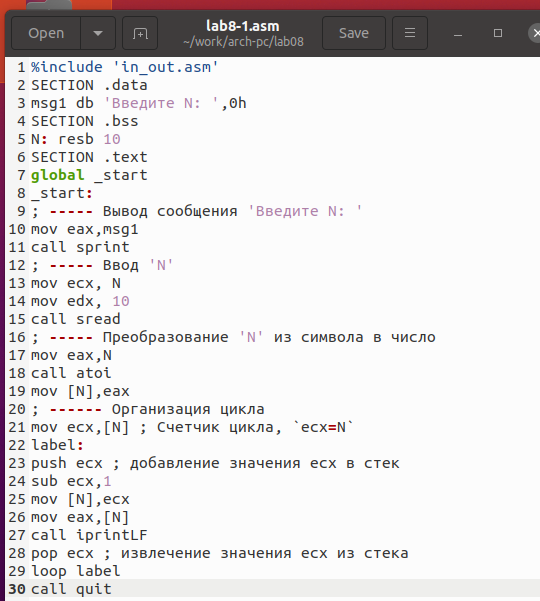 lab8-1.asm
Open
~/work/arch-pc/lab08
Save
1 %include 'in_out.asm'
2 SECTION .data
3 msg1 db 'Введите N: ',0h
4 SECTION .bss
5 N: resb 10
6 SECTION .text
7 global _start
8 _start:
9 ; ----- Вывод сообщения 'Введите N: '
10 mov eax,msg1
11 call sprint
12 ; ----- Ввод 'N'
13 mov ecx, N
14 mov edx, 10
15 call sread
16 ; ----- Преобразование 'N' из символа в число
17 mov eax,N
18 call atoi
19 mov [N],eax
20 ; ------ Организация цикла
21 mov ecx,[N] ; Счетчик цикла, `ecx=N`
22 label:
23 push ecx ; добавление значения ecx в стек
24 sub ecx,1
25 mov [N],ecx
26 mov eax,[N]
27 call iprintLF
28 pop ecx ; извлечение значения ecx из стека
29 loop label
30 call quit